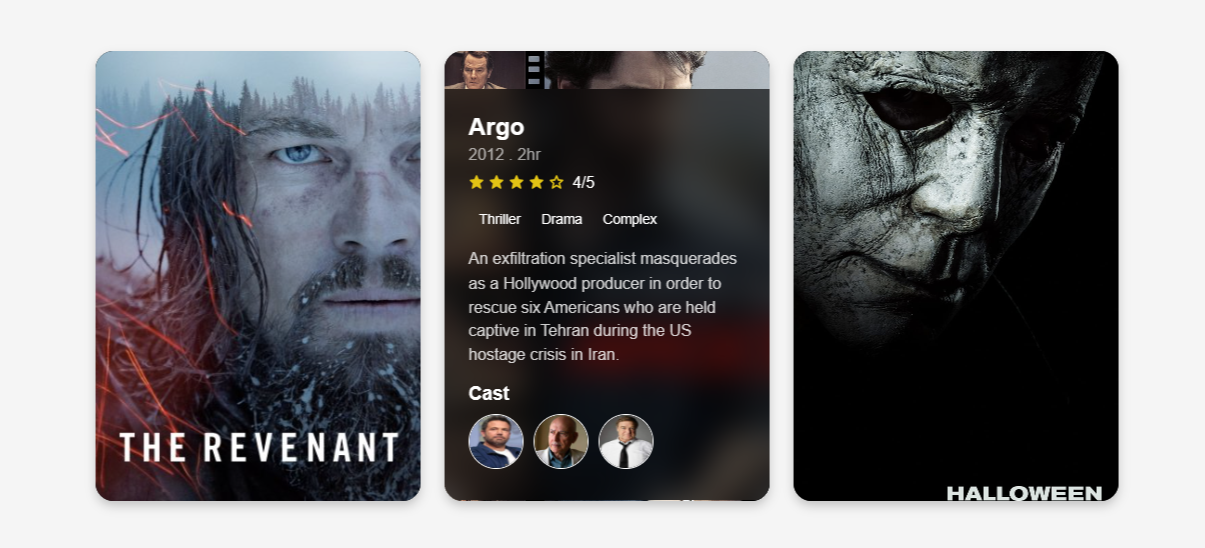 THE REVENANT
Argo
2012 . 2hr
4/5
Thriller Drama Complex
An exfiltration specialist masquerades
as a Hollywood producer in order to
rescue six Americans who are held
captive in Tehran during the US
hostage crisis in Iran.
Cast
HALLOWEEN